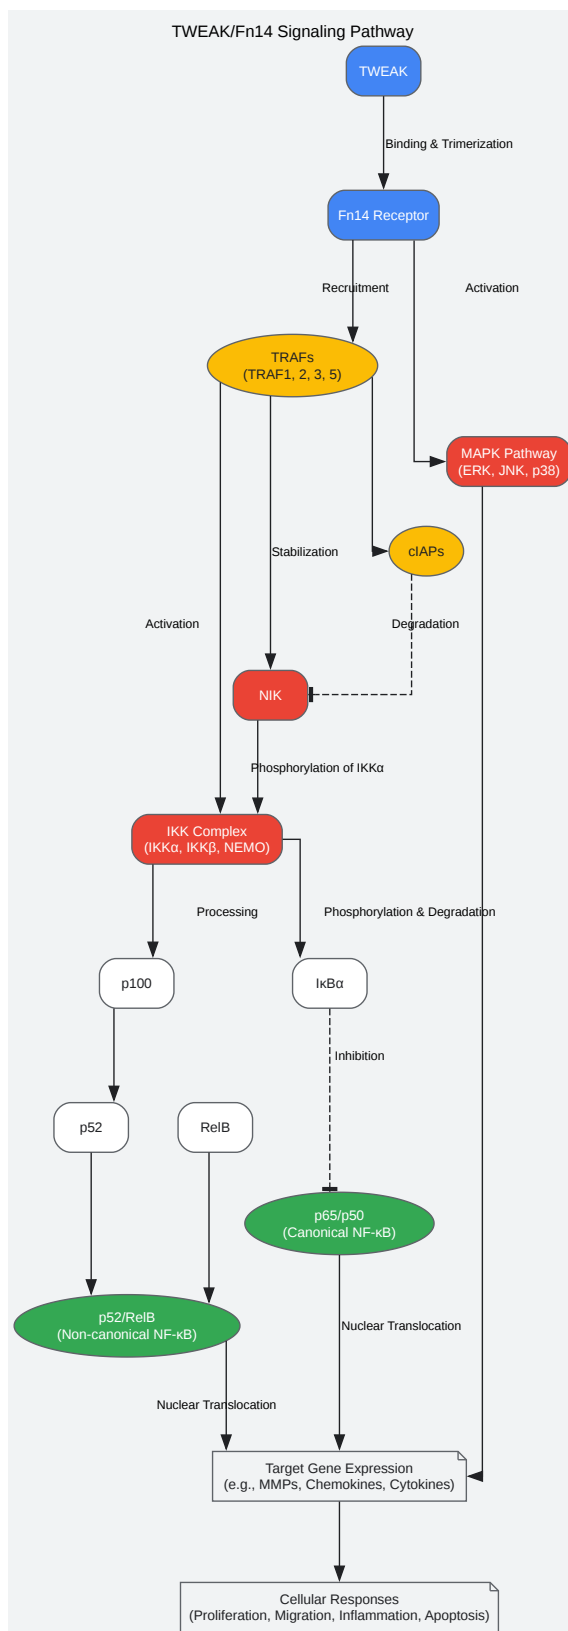 TWEAK/Fn14 Signaling Pathway
TWEAK
Binding & Trimerization
Fn14 Receptor
Recruitment
Activation
TRAFs
(TRAF1, 2, 3, 5)
MAPK Pathway
(ERK, JNK, p38)
cIAPs
Stabilization
Activation
Degradation
NIK
Phosphorylation of IKKα
IKK Complex
(IKKα, IKKβ, NEMO)
Processing
Phosphorylation & Degradation
p100
IκBα
Inhibition
p52
RelB
p65/p50
(Canonical NF-κB)
p52/RelB
(Non-canonical NF-κB)
Nuclear Translocation
Nuclear Translocation
Target Gene Expression
(e.g., MMPs, Chemokines, Cytokines)
Cellular Responses
(Proliferation, Migration, Inflammation, Apoptosis)